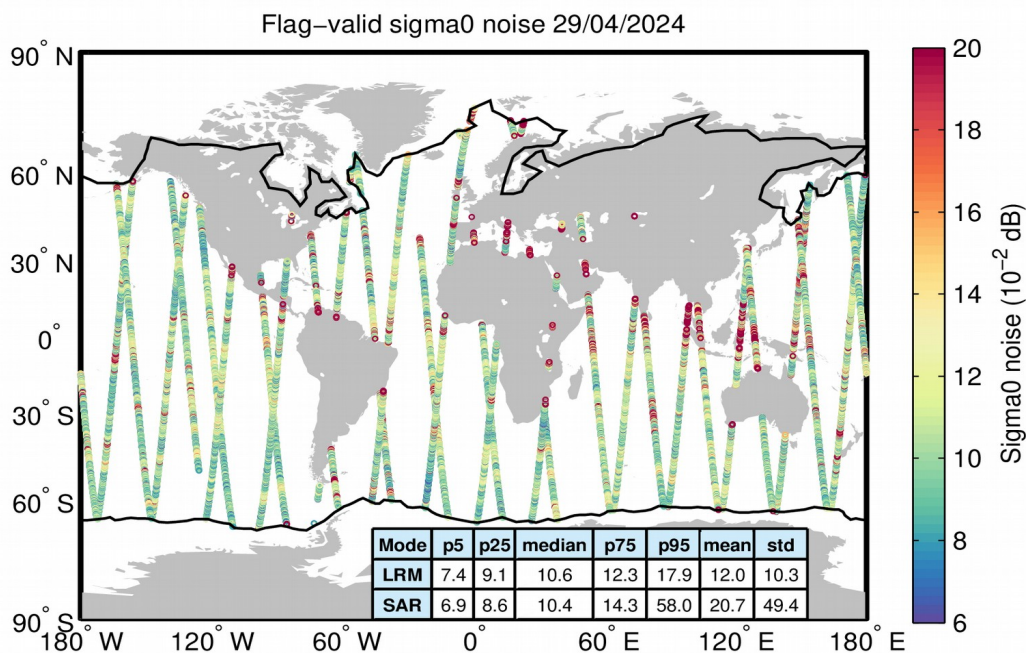 Flag−valid sigma0 noise 29/04/2024
90° N
60° N
30° N
0°
30° S
60° S
90° S
180° W 120° W 60° W 0° 60° E 120° E 180° E
Mode p5 p25 median p75 p95 mean std
LRM 7.4 9.1 10.6 12.3 17.9 12.0 10.3
SAR 6.9 8.6 10.4 14.3 58.0 20.7 49.4
20
18
16
14
12
10
8
6
Sigma0 noise (10⁻² dB)